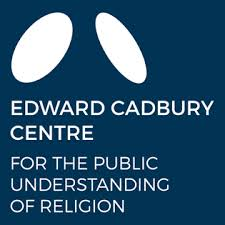 EDWARD CADBURY
CENTRE
FOR THE PUBLIC
UNDERSTANDING
OF RELIGION